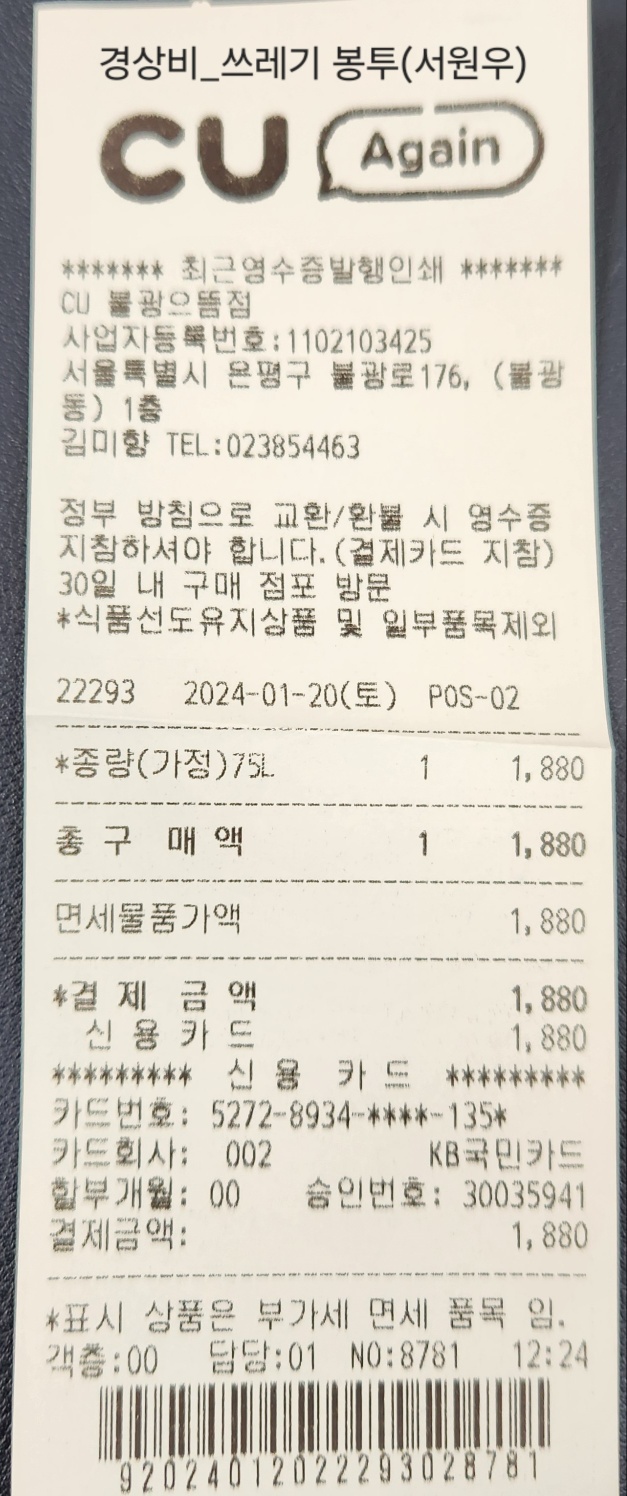 경상비_쓰레기 봉투(서원우)
CU Again
******* 최근영수증발행인쇄 *******
CU 불광으뜸점
사업자등록번호:1102103425
서울특별시 은평구 불광로176, (불광
동) 1층
김미향 TEL:023854463
정부 방침으로 교환/환불 시 영수증
지참하셔야 합니다.(결제카드 지참)
30일 내 구매 점포 방문
*식품선도유지상품 및 일부품목제외
22293 2024-01-20(토) POS-02
*종량(가정)75L 1 1,880
총 구 매 액 1 1,880
면세물품가액 1,880
*결 제 금 액 1,880
신 용 카 드 1,880
********* 신 용 카 드 *********
카드번호: 5272-8934-****-135*
카드회사: 002 KB국민카드
할부개월: 00 승인번호: 30035941
결제금액: 1,880
*표시 상품은 부가세 면세 품목 임.
객층:00 담당:01 NO:8781 12:24
92024012022293028781